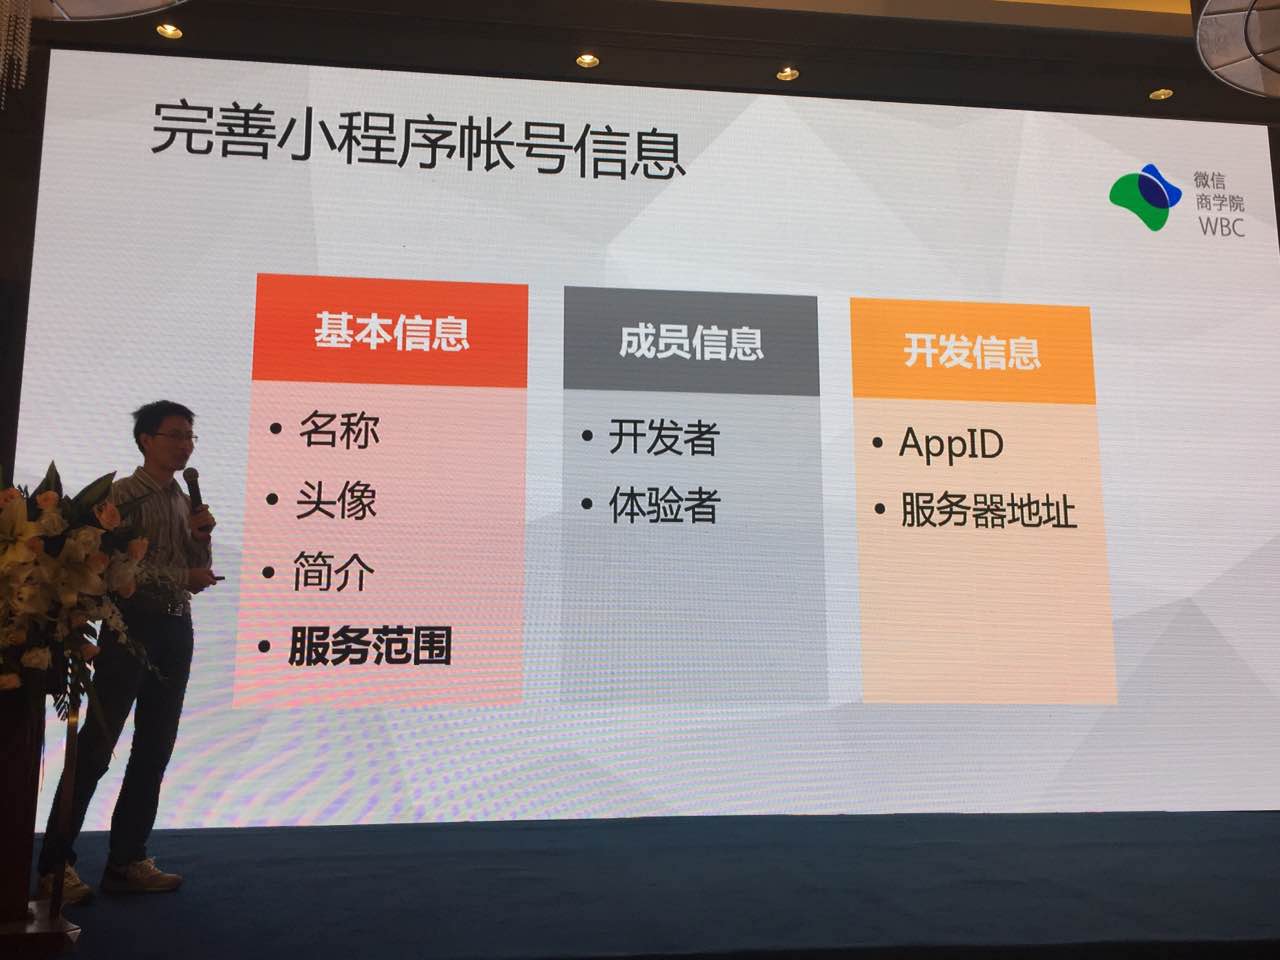 完善小程序帐号信息
微信
商学院
WBC
基本信息
• 名称
• 头像
• 简介
• 服务范围
成员信息
• 开发者
• 体验者
开发信息
• AppID
• 服务器地址